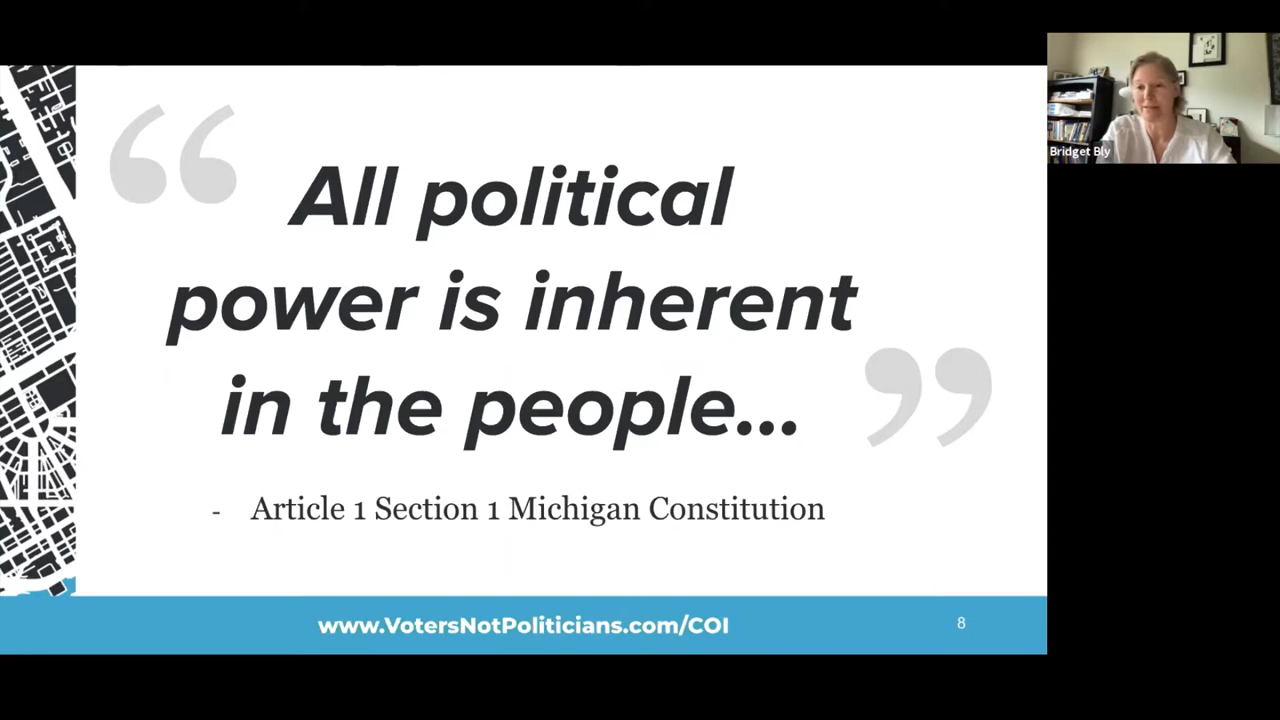 “All political
power is inherent
in the people...”
- Article 1 Section 1 Michigan Constitution
www.VotersNotPoliticians.com/COI
8
Bridget Bly